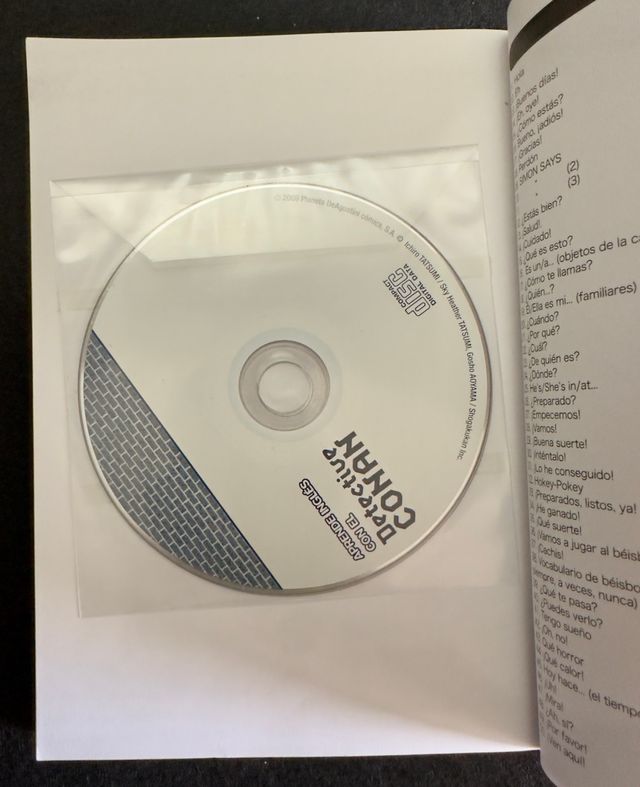 © 2009 Planeta DeAgostini cómics, S.A. © Ichiro TATSUMI / Sky Heather TATSUMI, Gosho AOYAMA / Shogakukan Inc.
COMPACT
disc
DIGITAL DATA
APRENDE INGLÉS
CON EL
Detective
CONAN
Hola
Eh
¡Buenos días!
¡Eh, oye!
¿Cómo estás?
Bueno, ¡adiós!
¡Gracias!
Perdón
SIMON SAYS
" (2)
" (3)
¿Estás bien?
¡Salud!
¡Cuidado!
¿Qué es esto?
Es un/a... (objetos de la
¿Cómo te llamas?
¿Quién...?
Él/Ella es mi... (familiares)
¿Cuándo?
¿Por qué?
¿Cuál?
¿De quién es?
¿Dónde?
He's/She's in/at...
¿Preparado?
¡Empecemos!
¡Vamos!
¡Buena suerte!
¡Inténtalo!
¡Lo he conseguido!
Hokey-Pokey
¡Preparados, listos, ya!
¡He ganado!
¡Qué suerte!
¡Vamos a jugar al
¡Cachis!
Vocabulario de
siempre, a veces, nunca)
¿Qué te pasa?
¿Puedes verlo?
Tengo sueño
¡Oh, no!
¡Qué horror
¡Qué calor!
Hoy hace... (el
¡Uh!
¡Mira!
¡Ah, sí?
¡Por favor!
¡Ven aquí!